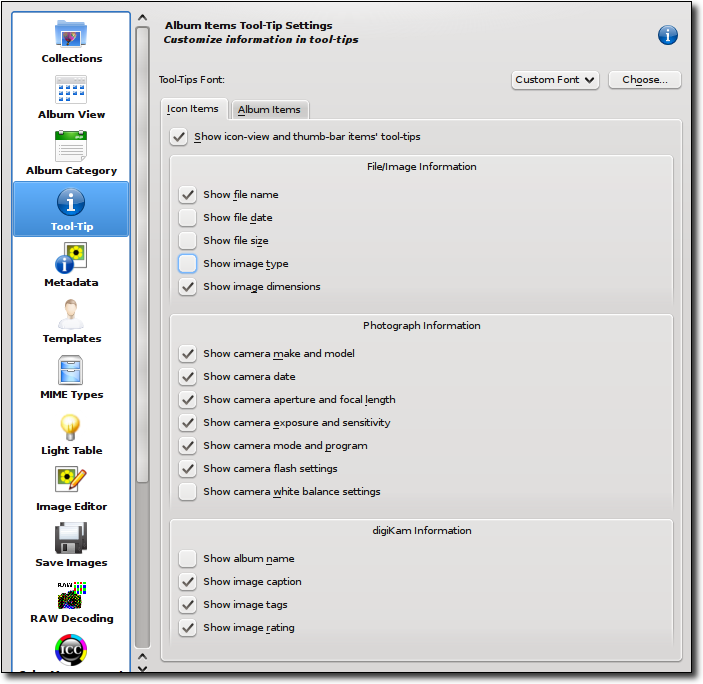 Album Items Tool-Tip Settings
Customize information in tool-tips
Collections
Album View
Album Category
Tool-Tip
Metadata
Templates
MIME Types
Light Table
Image Editor
Save Images
RAW Decoding
ICC
Tool-Tips Font:
Custom Font
Choose...
Icon Items
Album Items
Show icon-view and thumb-bar items' tool-tips
File/Image Information
Show file name
Show file date
Show file size
Show image type
Show image dimensions
Photograph Information
Show camera make and model
Show camera date
Show camera aperture and focal length
Show camera exposure and sensitivity
Show camera mode and program
Show camera flash settings
Show camera white balance settings
digiKam Information
Show album name
Show image caption
Show image tags
Show image rating